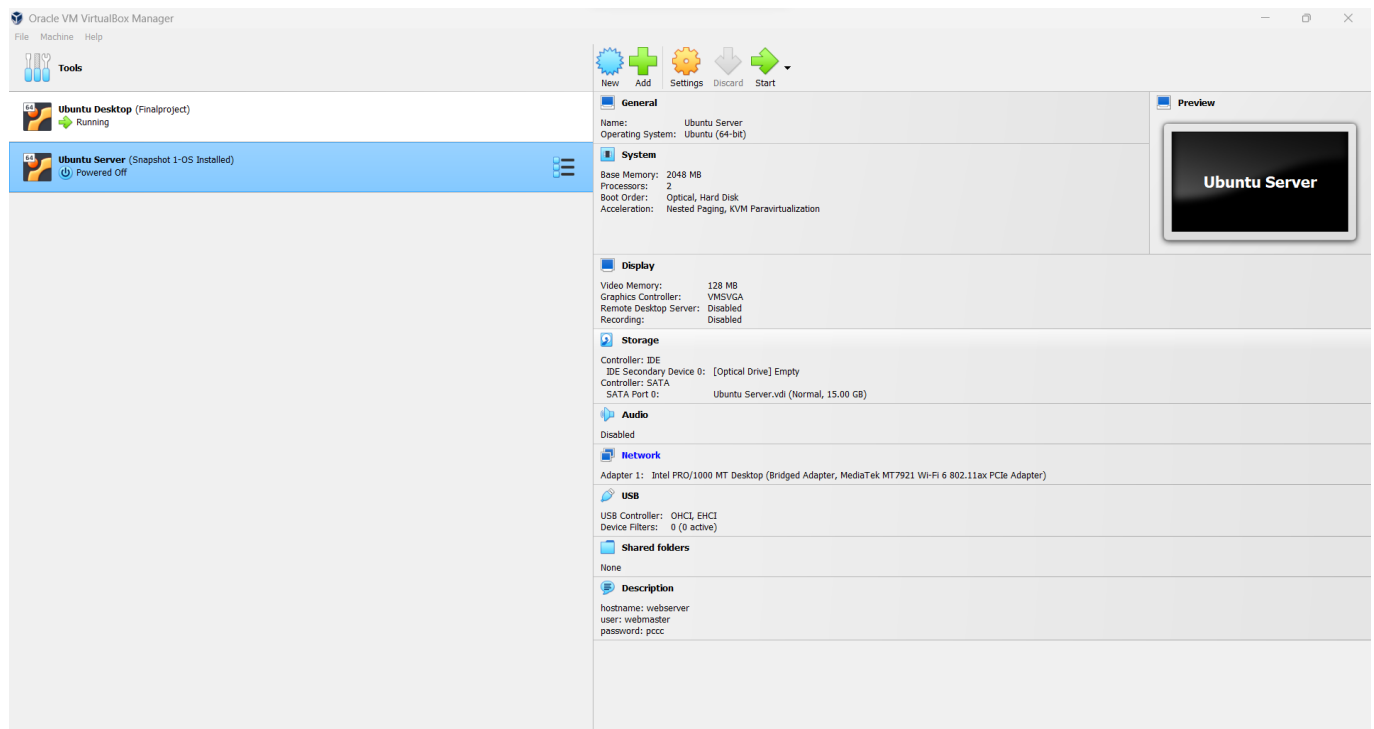 Oracle VM VirtualBox Manager
File Machine Help
Tools
New Add Settings Discard Start
64 Ubuntu Desktop (Finalproject)
Running
64 Ubuntu Server (Snapshot 1-OS Installed)
Powered Off
General
Name: Ubuntu Server
Operating System: Ubuntu (64-bit)
Preview
Ubuntu Server
System
Base Memory: 2048 MB
Processors: 2
Boot Order: Optical, Hard Disk
Acceleration: Nested Paging, KVM Paravirtualization
Display
Video Memory: 128 MB
Graphics Controller: VMSVGA
Remote Desktop Server: Disabled
Recording: Disabled
Storage
Controller: IDE
IDE Secondary Device 0: [Optical Drive] Empty
Controller: SATA
SATA Port 0: Ubuntu Server.vdi (Normal, 15.00 GB)
Audio
Disabled
Network
Adapter 1: Intel PRO/1000 MT Desktop (Bridged Adapter, MediaTek MT7921 Wi-Fi 6 802.11ax PCIe Adapter)
USB
USB Controller: OHCI, EHCI
Device Filters: 0 (0 active)
Shared folders
None
Description
hostname: webserver
user: webmaster
password: pccc